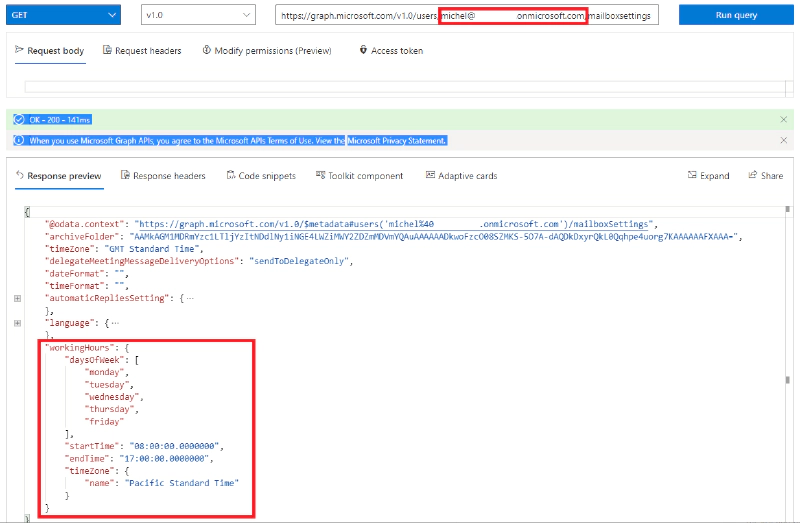 GET v1.0 https://graph.microsoft.com/v1.0/users/michel@ .onmicrosoft.com/mailboxsettings Run query
Request body Request headers Modify permissions (Preview) Access token
OK - 200 - 141ms
When you use Microsoft Graph APIs, you agree to the Microsoft APIs Terms of Use. View the Microsoft Privacy Statement.
Response preview Response headers Code snippets Toolkit component Adaptive cards Expand Share
{
"@odata.context": "https://graph.microsoft.com/v1.0/$metadata#users('michel%40 .onmicrosoft.com')/mailboxSettings",
"archiveFolder":
"timeZone": "GMT Standard Time",
"delegateMeetingMessageDeliveryOptions": "sendToDelegateOnly",
"dateFormat": "",
"timeFormat": "",
"automaticRepliesSetting": { ...
},
"language": { ...
},
"workingHours": {
"daysOfWeek": [
"monday",
"tuesday",
"wednesday",
"thursday",
"friday"
],
"startTime": "08:00:00.0000000",
"endTime": "17:00:00.0000000",
"timeZone": {
"name": "Pacific Standard Time"
}
}
}